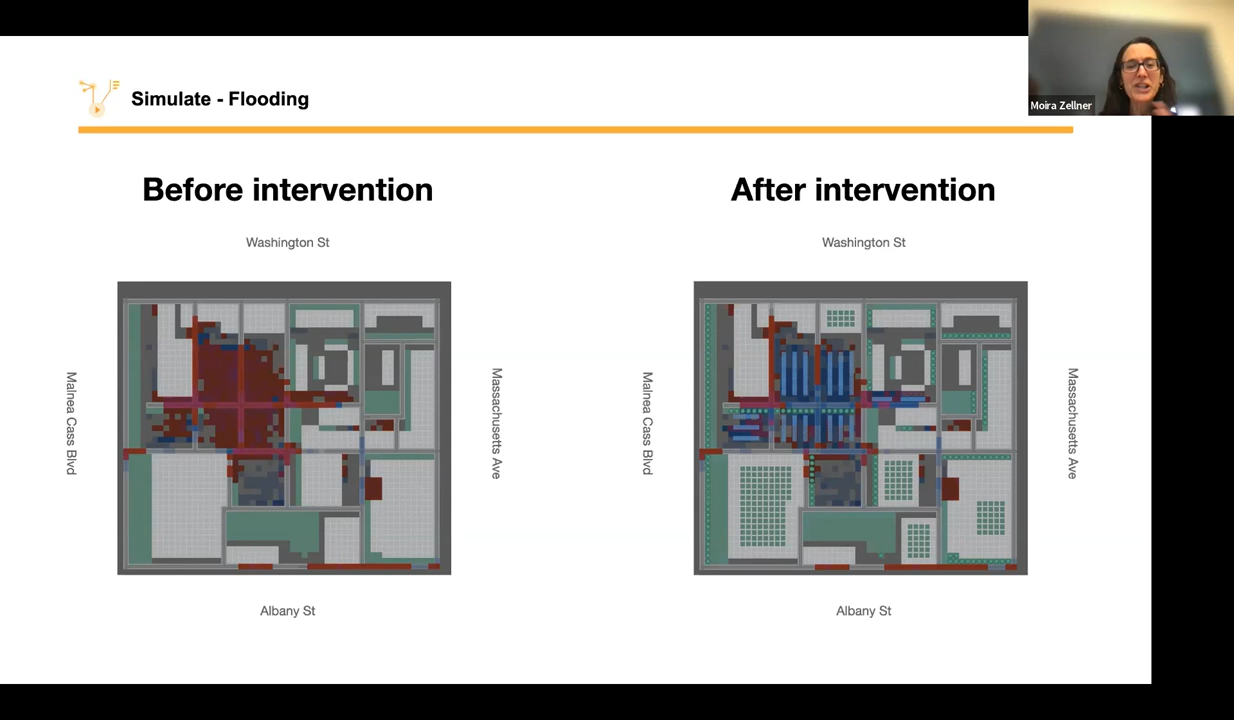 Simulate - Flooding
Moira Zellner
Before intervention
After intervention
Washington St
Washington St
Malnea Cass Blvd
Massachusetts Ave
Malnea Cass Blvd
Massachusetts Ave
Albany St
Albany St